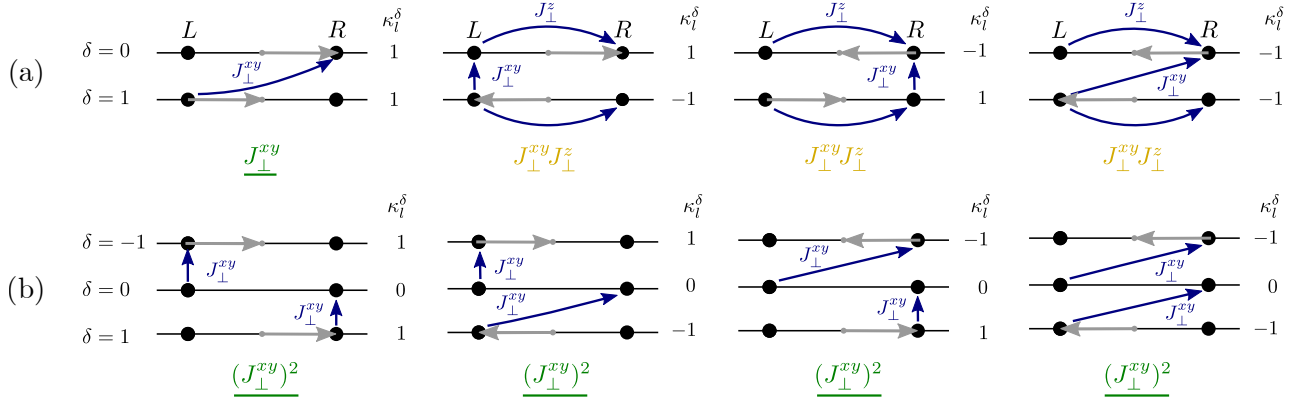 L R κ_l^δ
δ = 0 1
J_⊥^{xy}
δ = 1 1
J_⊥^{xy}
J_⊥^z
L R
1
J_⊥^{xy}
−1
J_⊥^{xy} J_⊥^z
J_⊥^z
L R
−1
J_⊥^{xy}
1
J_⊥^{xy} J_⊥^z
J_⊥^z
L R
−1
J_⊥^{xy}
−1
J_⊥^{xy} J_⊥^z
(a)
κ_l^δ
δ = −1 1
J_⊥^{xy}
δ = 0 0
J_⊥^{xy}
δ = 1 1
(J_⊥^{xy})^2
κ_l^δ
1
J_⊥^{xy}
0
J_⊥^{xy}
−1
(J_⊥^{xy})^2
κ_l^δ
−1
J_⊥^{xy}
0
J_⊥^{xy}
1
(J_⊥^{xy})^2
κ_l^δ
−1
J_⊥^{xy}
0
J_⊥^{xy}
−1
(J_⊥^{xy})^2
(b)